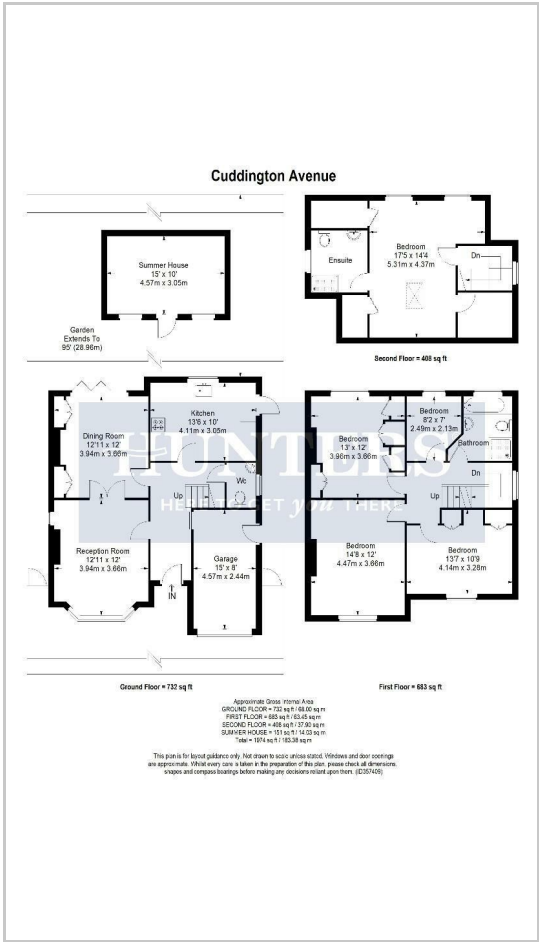 Cuddington Avenue
Summer House
15' x 10'
4.57m x 3.05m
Garden
Extends To
95' (28.96m)
Bedroom
17'5 x 14'4
5.31m x 4.37m
Ensuite
Dn
Second Floor = 408 sq ft
Kitchen
13'6 x 10'
4.11m x 3.05m
Dining Room
12'11 x 12'
3.94m x 3.66m
Up
Wc
Reception Room
12'11 x 12'
3.94m x 3.66m
Garage
15' x 8'
4.57m x 2.44m
IN
Ground Floor = 732 sq ft
Bedroom
8'2 x 7'
2.49m x 2.13m
Bedroom
13' x 12'
3.96m x 3.66m
Bathroom
Dn
Up
Bedroom
14'8 x 12'
4.47m x 3.66m
Bedroom
13'7 x 10'9
4.14m x 3.28m
First Floor = 683 sq ft
HUNTERS
HERE TO GET you THERE
Approximate Gross Internal Area
GROUND FLOOR = 732 sq ft / 68.00 sq m
FIRST FLOOR = 683 sq ft / 63.45 sq m
SECOND FLOOR = 408 sq ft / 37.90 sq m
SUMMER HOUSE = 151 sq ft / 14.03 sq m
Total = 1974 sq ft / 183.38 sq m
This plan is for layout guidance only. Not drawn to scale unless stated. Windows and door openings
are approximate. Whilst every care is taken in the preparation of this plan, please check all dimensions,
shapes and compass bearings before making any decisions reliant upon them. (ID357409)